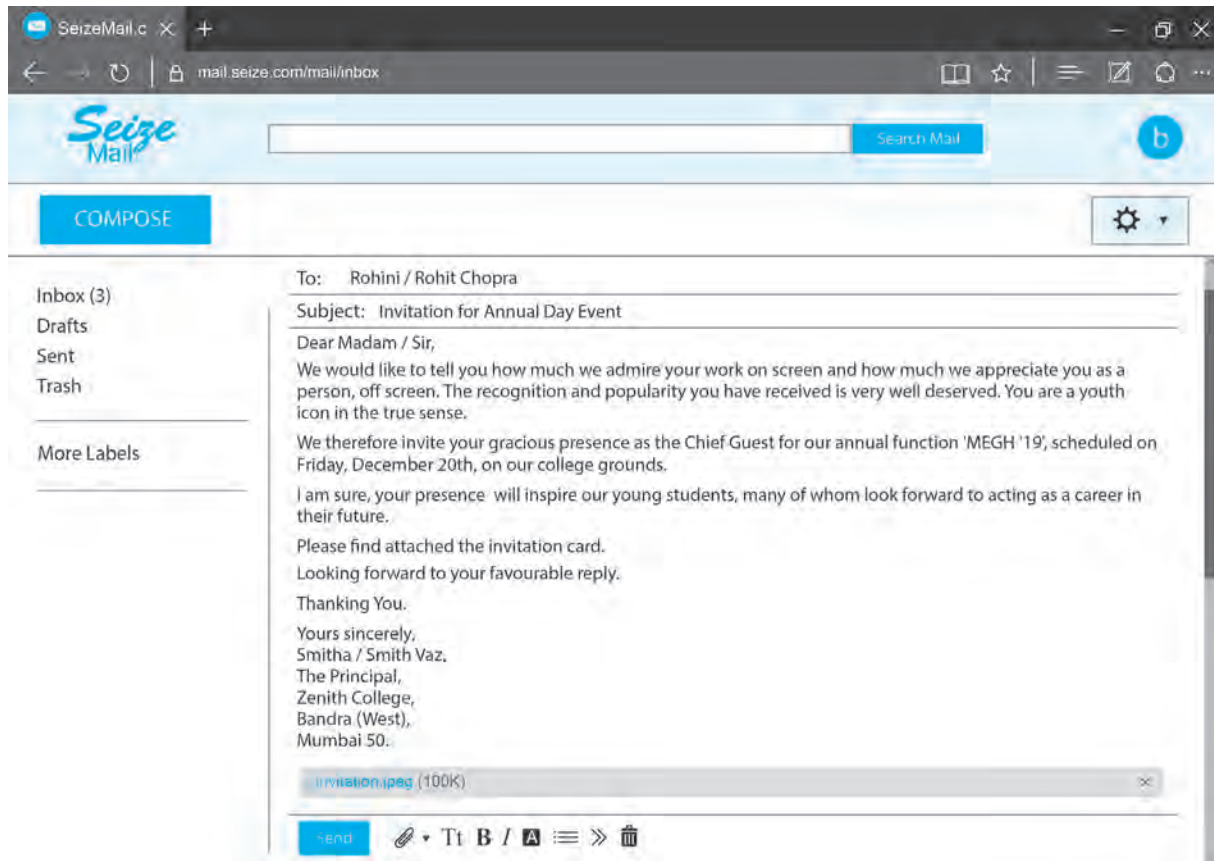 SeizeMail.c
mail.seize.com/mail/inbox
Seize
Mail
Search Mail
b
COMPOSE
Inbox (3)
Drafts
Sent
Trash
More Labels
To: Rohini / Rohit Chopra
Subject: Invitation for Annual Day Event
Dear Madam / Sir,
We would like to tell you how much we admire your work on screen and how much we appreciate you as a
person, off screen. The recognition and popularity you have received is very well deserved. You are a youth
icon in the true sense.
We therefore invite your gracious presence as the Chief Guest for our annual function 'MEGH '19', scheduled on
Friday, December 20th, on our college grounds.
I am sure, your presence will inspire our young students, many of whom look forward to acting as a career in
their future.
Please find attached the invitation card.
Looking forward to your favourable reply.
Thanking You.
Yours sincerely,
Smitha / Smith Vaz,
The Principal,
Zenith College,
Bandra (West),
Mumbai 50.
invitation.jpeg (100K)
Send Tt B I A